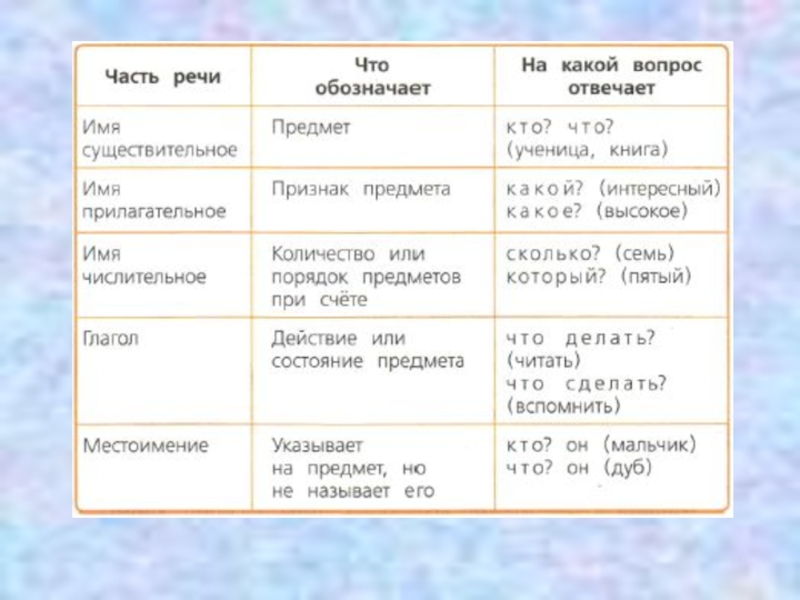 Часть речи
Что
обозначает
На какой вопрос
отвечает
Имя
существительное
Предмет
кто? что?
(ученица, книга)
Имя
прилагательное
Признак предмета
какой? (интересный)
какое? (высокое)
Имя
числительное
Количество или
порядок предметов
при счёте
сколько? (семь)
который? (пятый)
Глагол
Действие или
состояние предмета
что делать?
(читать)
что сделать?
(вспомнить)
Местоимение
Указывает
на предмет, но
не называет его
кто? он (мальчик)
что? он (дуб)